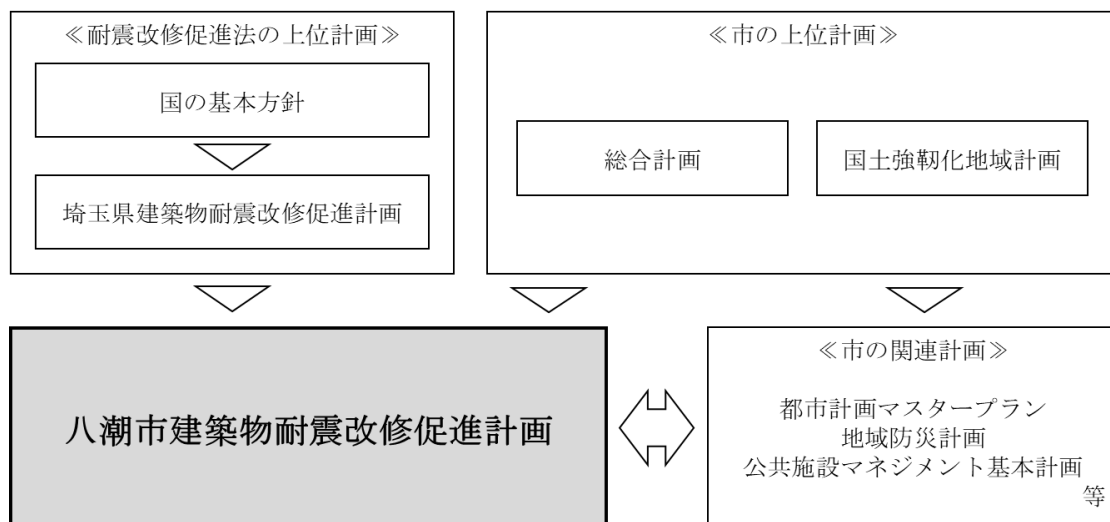 ≪耐震改修促進法の上位計画≫
国の基本方針
埼玉県建築物耐震改修促進計画
≪市の上位計画≫
総合計画
国土強靭化地域計画
八潮市建築物耐震改修促進計画
≪市の関連計画≫
都市計画マスタープラン
地域防災計画
公共施設マネジメント基本計画
等